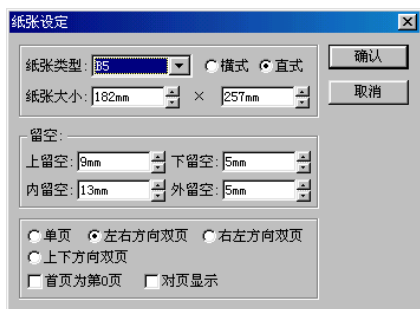 纸张设定
纸张类型: B5 横式 直式 确认
纸张大小: 182mm × 257mm 取消
留空:
上留空: 9mm 下留空: 5mm
内留空: 13mm 外留空: 5mm
单页 左右方向双页 右左方向双页
上下方向双页
首页为第0页 对页显示